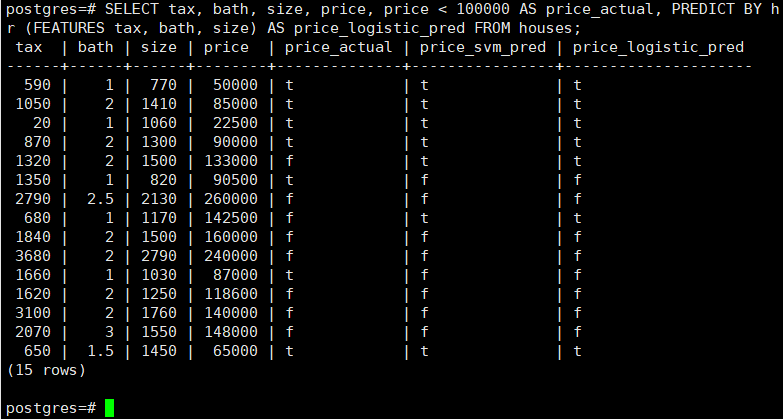 postgres=# SELECT tax, bath, size, price, price < 100000 AS price_actual, PREDICT BY h
r (FEATURES tax, bath, size) AS price_logistic_pred FROM houses;
 tax  | bath | size | price  | price_actual | price_svm_pred | price_logistic_pred
------+------+------+--------+--------------+----------------+---------------------
  590 |    1 |  770 |  50000 | t            | t              | t
 1050 |    2 | 1410 |  85000 | t            | t              | t
   20 |    1 | 1060 |  22500 | t            | t              | t
  870 |    2 | 1300 |  90000 | t            | t              | t
 1320 |    2 | 1500 | 133000 | f            | t              | t
 1350 |    1 |  820 |  90500 | t            | f              | f
 2790 |  2.5 | 2130 | 260000 | f            | f              | f
  680 |    1 | 1170 | 142500 | f            | t              | t
 1840 |    2 | 1500 | 160000 | f            | f              | f
 3680 |    2 | 2790 | 240000 | f            | f              | f
 1660 |    1 | 1030 |  87000 | t            | f              | f
 1620 |    2 | 1250 | 118600 | f            | f              | f
 3100 |    2 | 1760 | 140000 | f            | f              | f
 2070 |    3 | 1550 | 148000 | f            | f              | f
  650 |  1.5 | 1450 |  65000 | t            | t              | t
(15 rows)
postgres=#